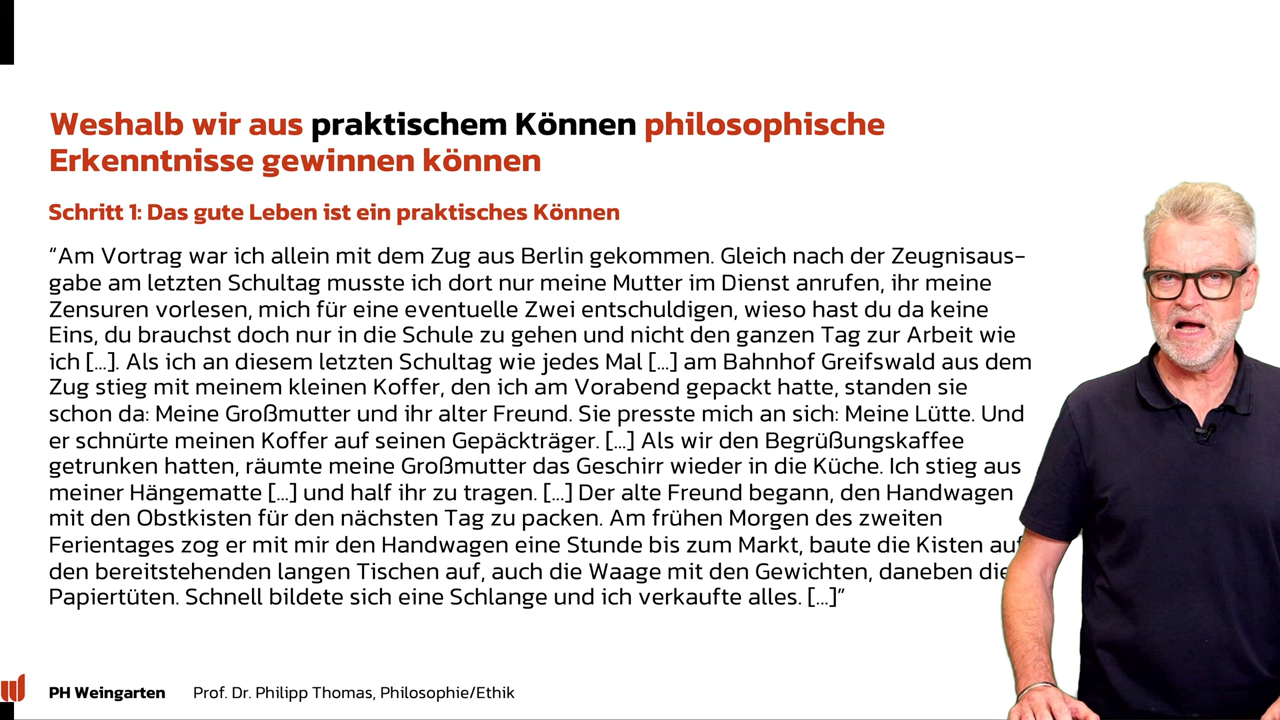 Weshalb wir aus praktischem Können philosophische
Erkenntnisse gewinnen können
Schritt 1: Das gute Leben ist ein praktisches Können
“Am Vortrag war ich allein mit dem Zug aus Berlin gekommen. Gleich nach der Zeugnisaus-
gabe am letzten Schultag musste ich dort nur meine Mutter im Dienst anrufen, ihr meine
Zensuren vorlesen, mich für eine eventuelle Zwei entschuldigen, wieso hast du da keine
Eins, du brauchst doch nur in die Schule zu gehen und nicht den ganzen Tag zur Arbeit wie
ich [...]. Als ich an diesem letzten Schultag wie jedes Mal [...] am Bahnhof Greifswald aus dem
Zug stieg mit meinem kleinen Koffer, den ich am Vorabend gepackt hatte, standen sie
schon da: Meine Großmutter und ihr alter Freund. Sie presste mich an sich: Meine Lütte. Und
er schnürte meinen Koffer auf seinen Gepäckträger. [...] Als wir den Begrüßungskaffee
getrunken hatten, räumte meine Großmutter das Geschirr wieder in die Küche. Ich stieg aus
meiner Hängematte [...] und half ihr zu tragen. [...] Der alte Freund begann, den Handwagen
mit den Obstkisten für den nächsten Tag zu packen. Am frühen Morgen des zweiten
Ferientages zog er mit mir den Handwagen eine Stunde bis zum Markt, baute die Kisten auf
den bereitstehenden langen Tischen auf, auch die Waage mit den Gewichten, daneben die
Papiertüten. Schnell bildete sich eine Schlange und ich verkaufte alles. [...]”
PH Weingarten Prof. Dr. Philipp Thomas, Philosophie/Ethik